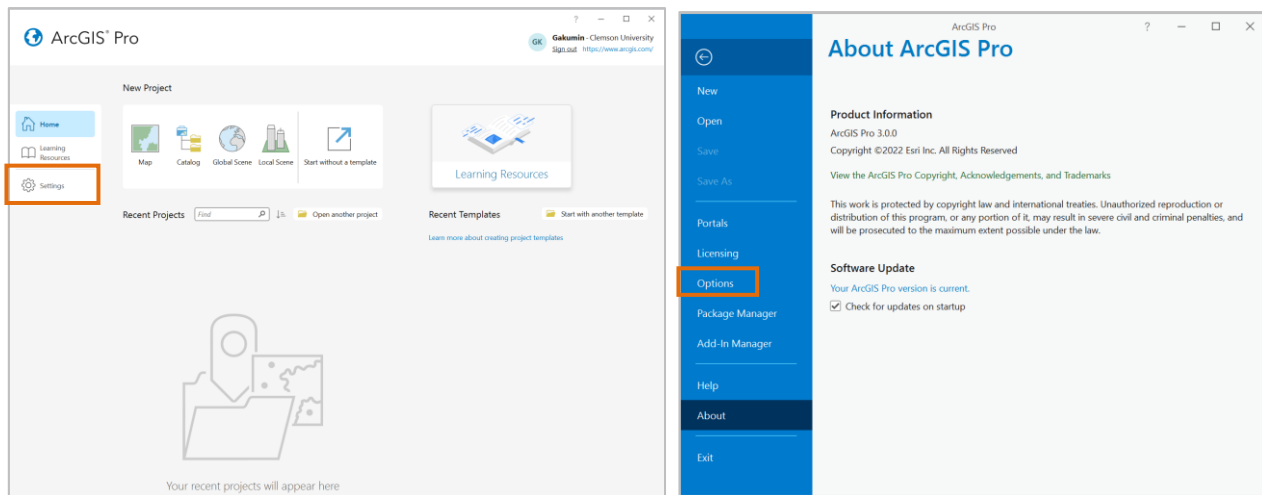 ArcGIS® Pro
? — □ ×
GK
Gakumin - Clemson University
Sign out https://www.arcgis.com/
New Project
Home
Learning
Resources
Settings
Map
Catalog
Global Scene
Local Scene
Start without a template
Learning Resources
Recent Projects
Find
Open another project
Recent Templates
Start with another template
Learn more about creating project templates
Your recent projects will appear here
ArcGIS Pro
? — □ ×
About ArcGIS Pro
New
Open
Save
Save As
Portals
Licensing
Options
Package Manager
Add-In Manager
Help
About
Exit
Product Information
ArcGIS Pro 3.0.0
Copyright ©2022 Esri Inc. All Rights Reserved
View the ArcGIS Pro Copyright, Acknowledgements, and Trademarks
This work is protected by copyright law and international treaties. Unauthorized reproduction or
distribution of this program, or any portion of it, may result in severe civil and criminal penalties, and
will be prosecuted to the maximum extent possible under the law.
Software Update
Your ArcGIS Pro version is current.
Check for updates on startup